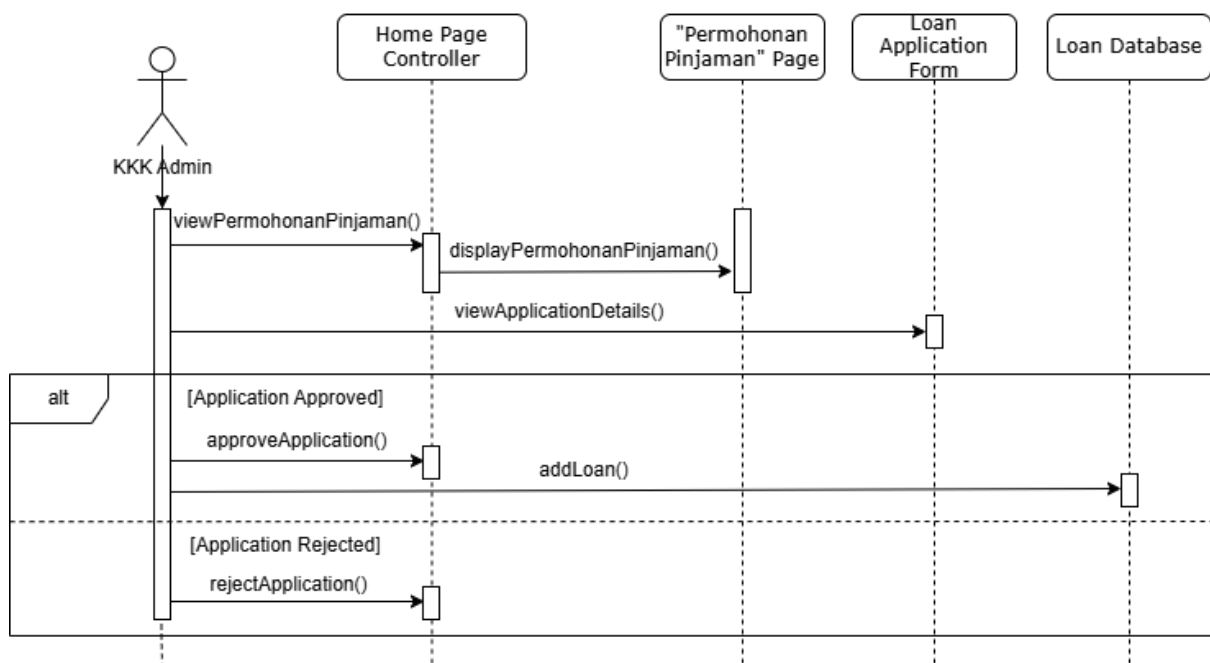 Home Page
Controller
"Permohonan
Pinjaman" Page
Loan
Application
Form
Loan Database
KKK Admin
viewPermohonanPinjaman()
displayPermohonanPinjaman()
viewApplicationDetails()
alt
[Application Approved]
approveApplication()
addLoan()
[Application Rejected]
rejectApplication()